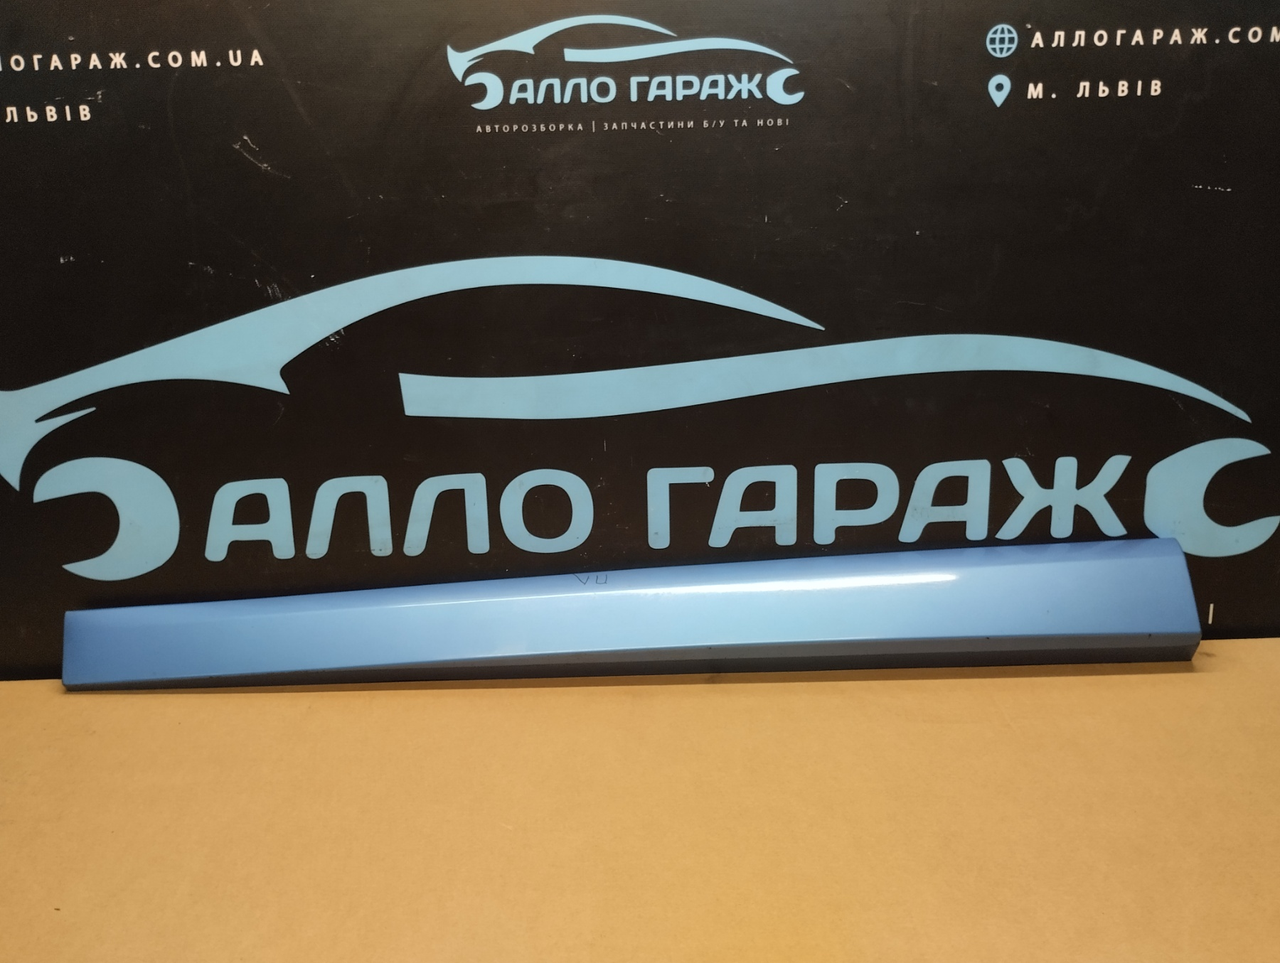 ЛОГАРАЖ.COM.UA
ЛЬВІВ
АЛЛО ГАРАЖ
АВТОРОЗБОРКА | ЗАПЧАСТИНИ Б/У ТА НОВІ
АЛЛОГАРАЖ.COM
М. ЛЬВІВ
АЛЛО ГАРАЖ